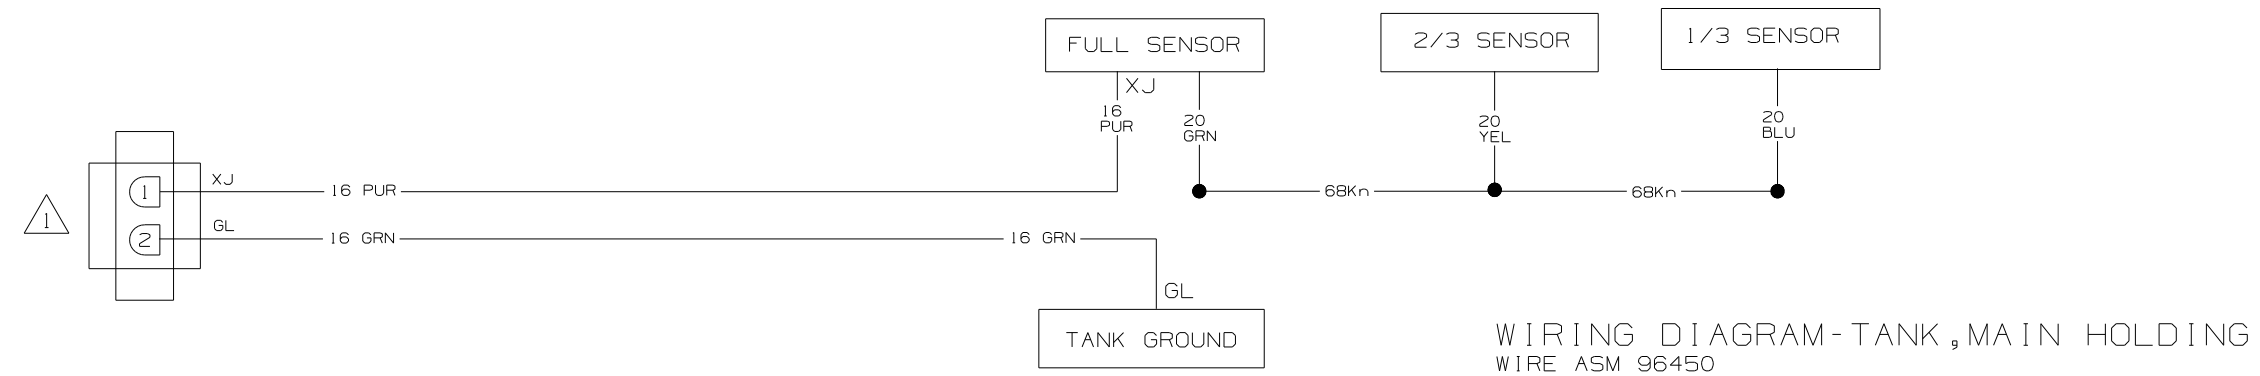 FULL SENSOR
2/3 SENSOR
1/3 SENSOR
XJ
16
PUR
20
GRN
20
YEL
20
BLU
1
1
XJ
16 PUR
68Kn
68Kn
2
GL
16 GRN
16 GRN
GL
TANK GROUND
WIRING DIAGRAM-TANK,MAIN HOLDING
WIRE ASM 96450